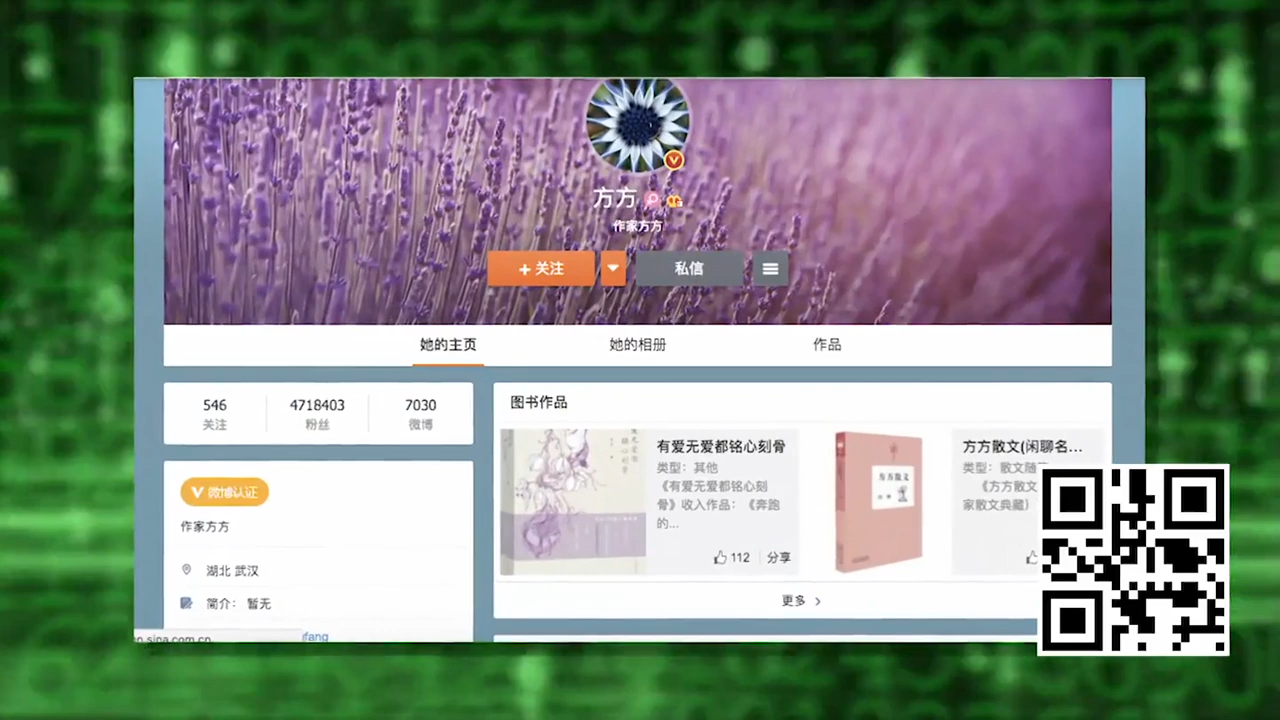 方方
作家方方
+关注
私信
她的主页
她的相册
作品
546
关注
4718403
粉丝
7030
微博
微博认证
作家方方
湖北 武汉
简介： 暂无
图书作品
有爱无爱都铭心刻骨
类型：其他
《有爱无爱都铭心刻
骨》收入作品：《奔跑
的...
112
分享
方方散文
方方散文(闲聊名...
类型：散文随
《方方散文
家散文典藏）
更多
fang